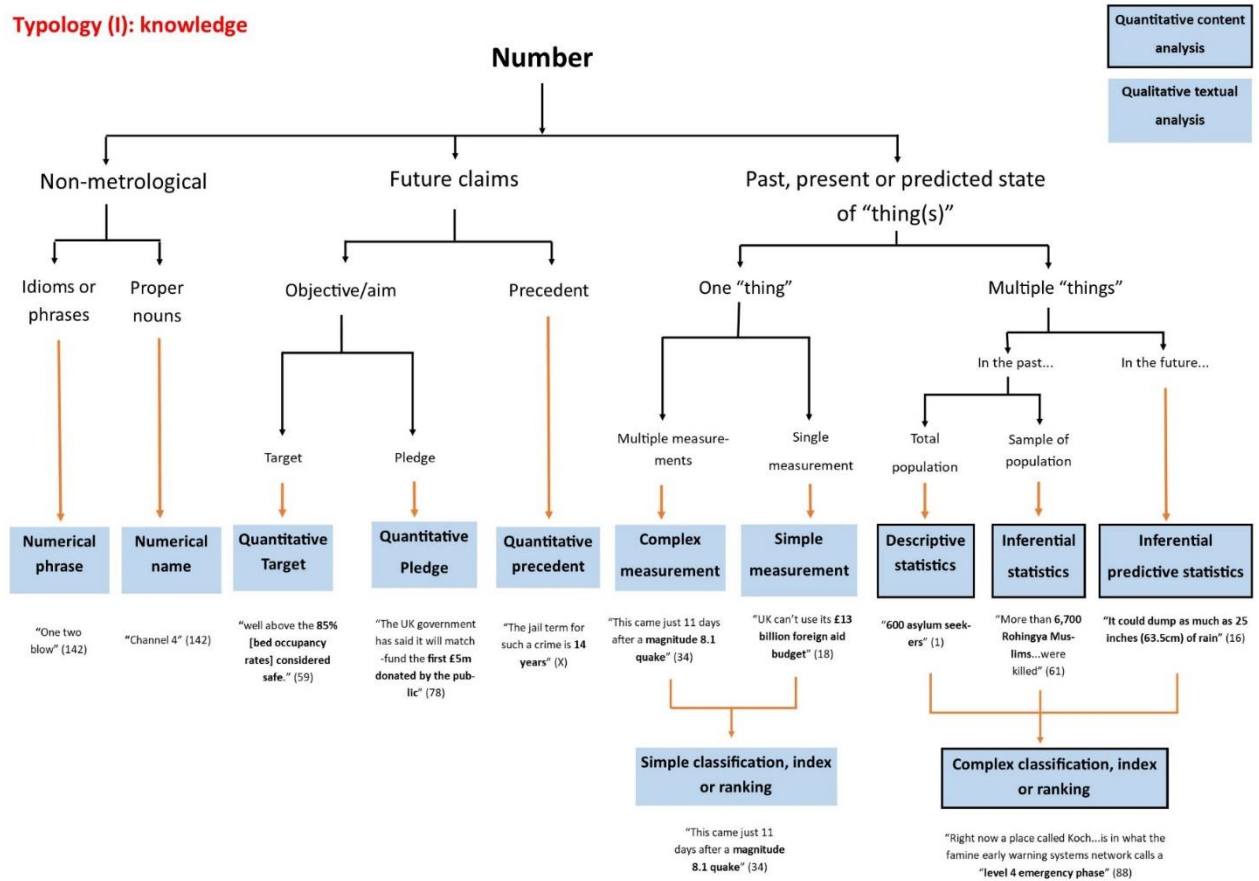 Typology (I): knowledge
Quantitative content
analysis
Qualitative textual
analysis
Number
Non-metrological
Future claims
Past, present or predicted state
of “thing(s)”
Idioms or
phrases
Proper
nouns
Objective/aim
Precedent
One “thing”
Multiple “things”
In the past...
In the future...
Target
Pledge
Multiple measure-
ments
Single
measurement
Total
population
Sample of
population
Numerical
phrase
Numerical
name
Quantitative
Target
Quantitative
Pledge
Quantitative
precedent
Complex
measurement
Simple
measurement
Descriptive
statistics
Inferential
statistics
Inferential
predictive statistics
“One two
blow” (142)
“Channel 4” (142)
“well above the 85%
[bed occupancy
rates] considered
safe.” (59)
“The UK government
has said it will match
-fund the first £5m
donated by the pub-
lic” (78)
“The jail term for
such a crime is 14
years” (X)
“This came just 11 days
after a magnitude 8.1
quake” (34)
“UK can’t use its £13
billion foreign aid
budget” (18)
“600 asylum seek-
ers” (1)
“More than 6,700
Rohingya Mus-
lims...were
killed” (61)
“It could dump as much as 25
inches (63.5cm) of rain” (16)
Simple classification, index
or ranking
Complex classification, index
or ranking
“This came just 11
days after a magnitude
8.1 quake” (34)
“Right now a place called Koch...is in what the
famine early warning systems network calls a
“level 4 emergency phase” (88)